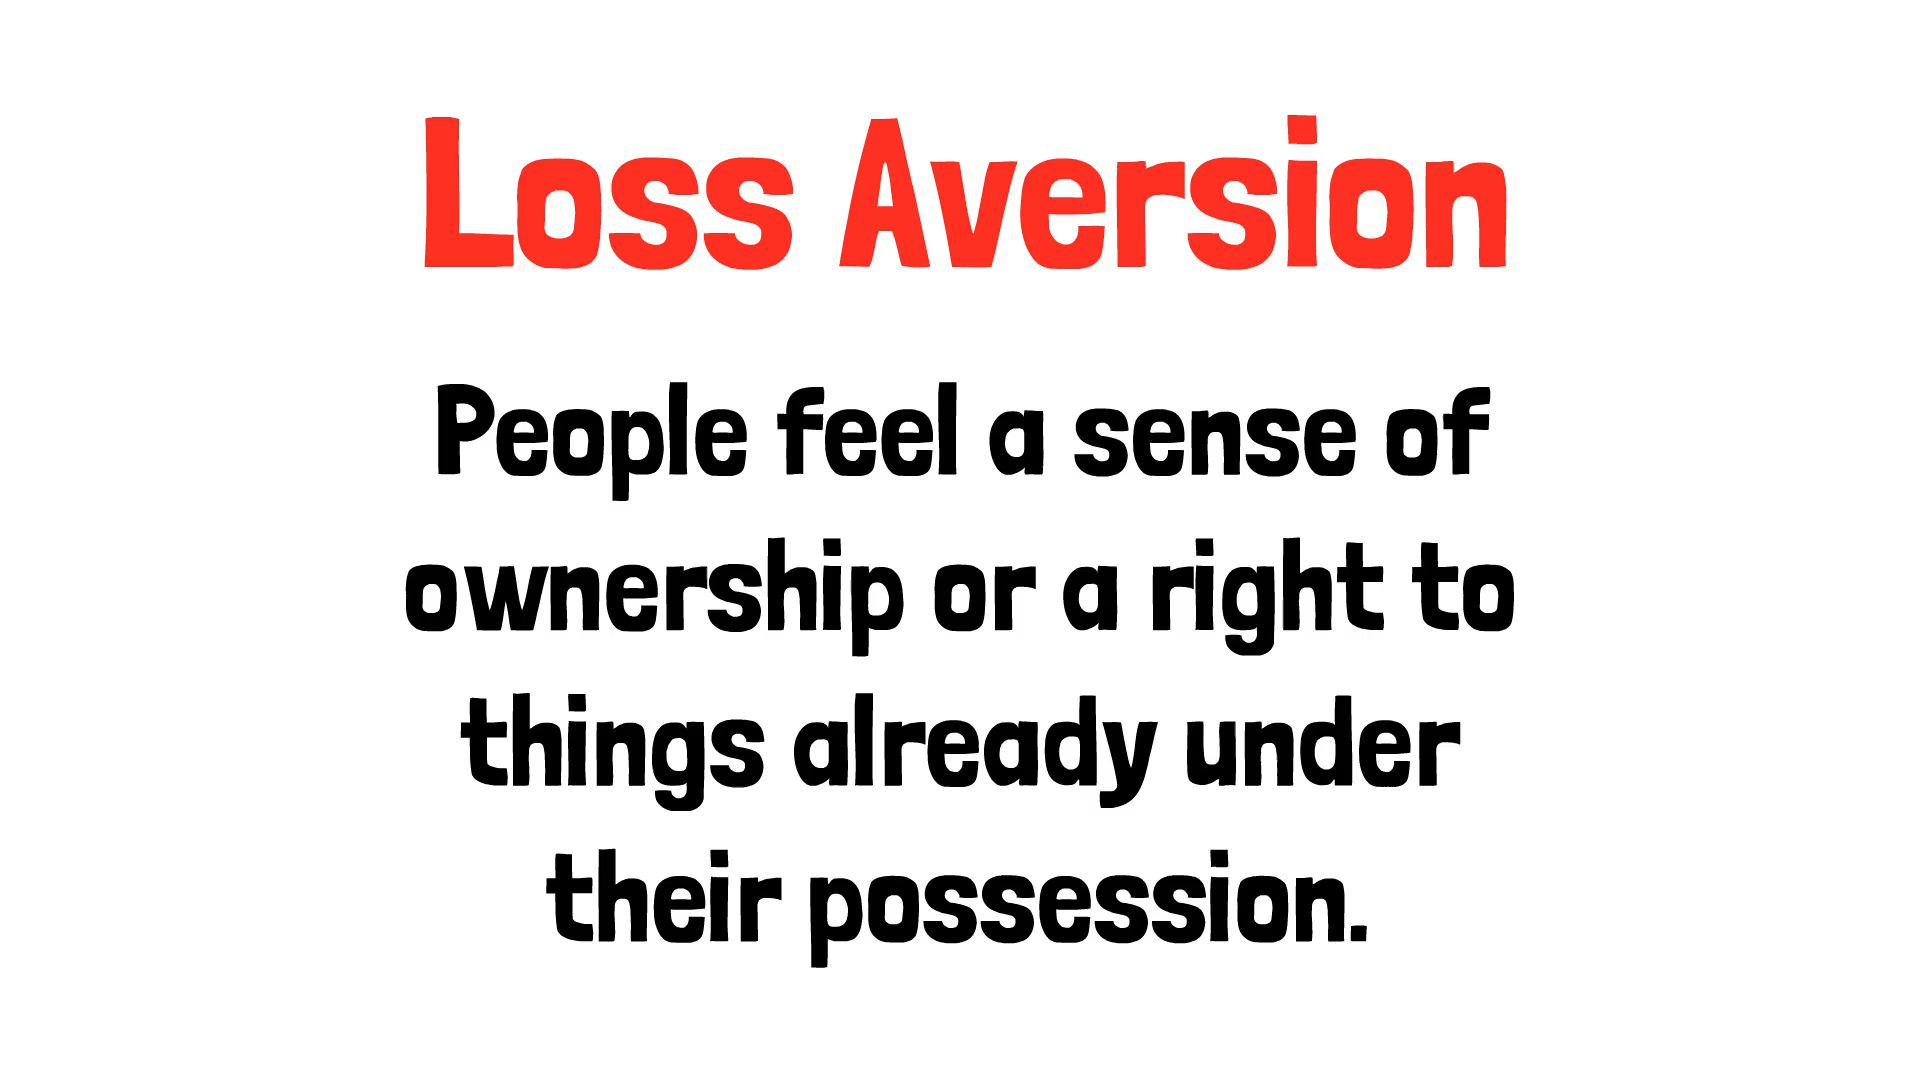 Loss Aversion
People feel a sense of
ownership or a right to
things already under
their possession.